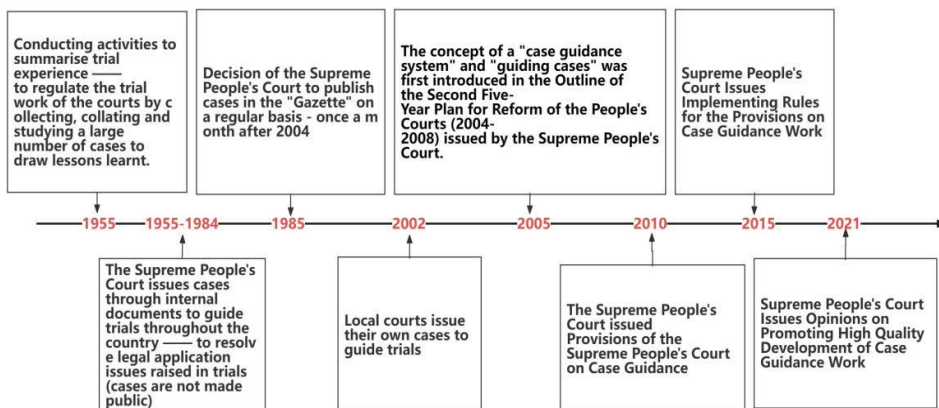 Conducting activities to
summarise trial
experience ——
to regulate the trial
work of the courts by c
ollecting, collating and
studying a large
number of cases to
draw lessons learnt.
Decision of the Supreme
People's Court to publish
cases in the "Gazette" on
a regular basis - once a m
onth after 2004
The concept of a "case guidance
system" and "guiding cases" was
first introduced in the Outline of
the Second Five-
Year Plan for Reform of the People's
Courts (2004-
2008) issued by the Supreme People's
Court.
Supreme People's
Court Issues
Implementing Rules
for the Provisions on
Case Guidance Work
1955 1955-1984 1985 2002 2005 2010 2015 2021
The Supreme People's
Court issues cases
through internal
documents to guide
trials throughout the
country —— to resolv
e legal application
issues raised in trials
(cases are not made
public)
Local courts issue
their own cases to
guide trials
The Supreme People's
Court issued
Provisions of the
Supreme People's Court
on Case Guidance
Supreme People's Court
Issues Opinions on
Promoting High Quality
Development of Case
Guidance Work